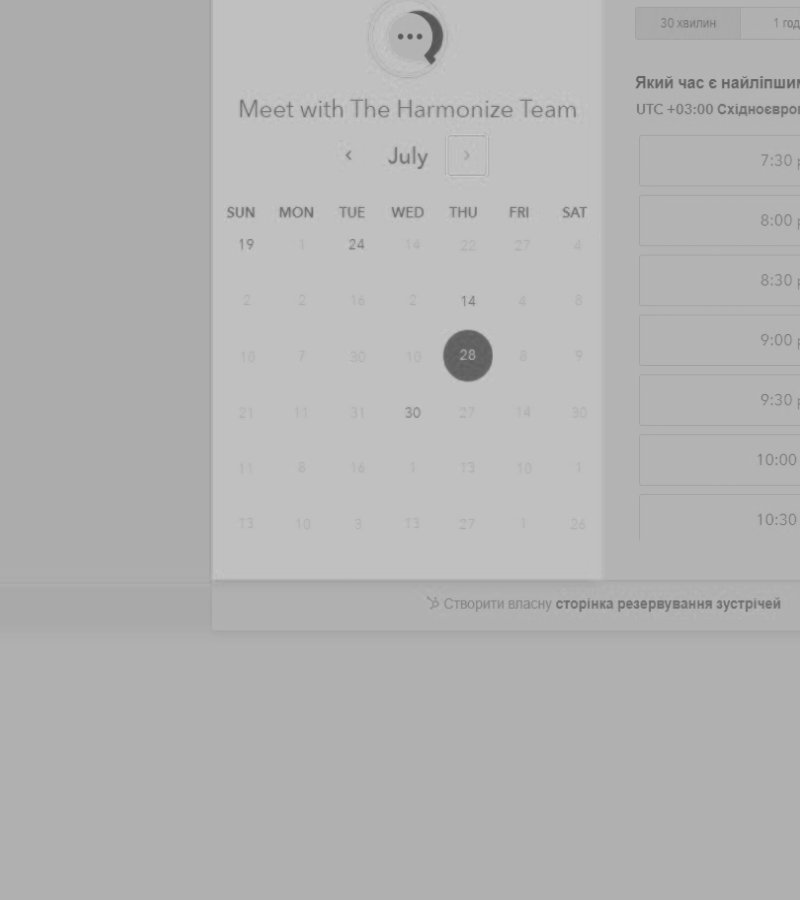 Meet with The Harmonize Team
July
SUN MON TUE WED THU FRI SAT
19 1 24 14 22 27 4
2 2 16 2 14 4 8
10 7 30 10 28 8 9
21 11 31 30 27 14 30
11 8 16 1 13 10 1
13 10 9 13 27 1 26
30 хвилин
1 год
Який час є найліпшим
UTC +03:00 Східноєвро
7:30
8:00
8:30
9:00
9:30
10:00
10:30
Створити власну сторінка резервування зустрічей